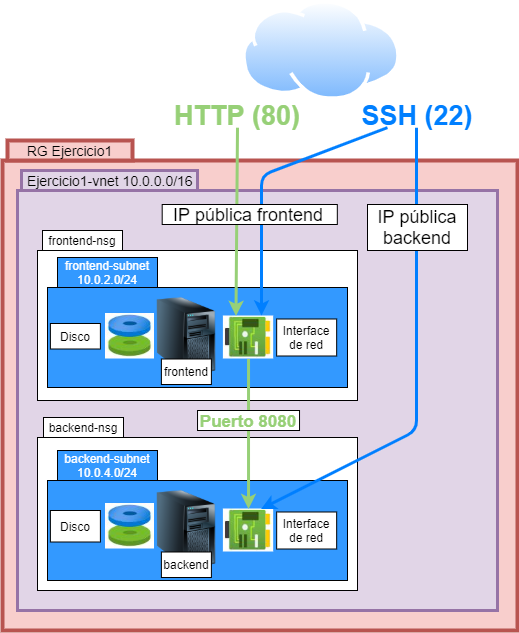 HTTP (80)
SSH (22)
RG Ejercicio1
Ejercicio1-vnet 10.0.0.0/16
IP pública frontend
IP pública
backend
frontend-nsg
frontend-subnet
10.0.2.0/24
Disco
frontend
Interface
de red
Puerto 8080
backend-nsg
backend-subnet
10.0.4.0/24
Disco
backend
Interface
de red